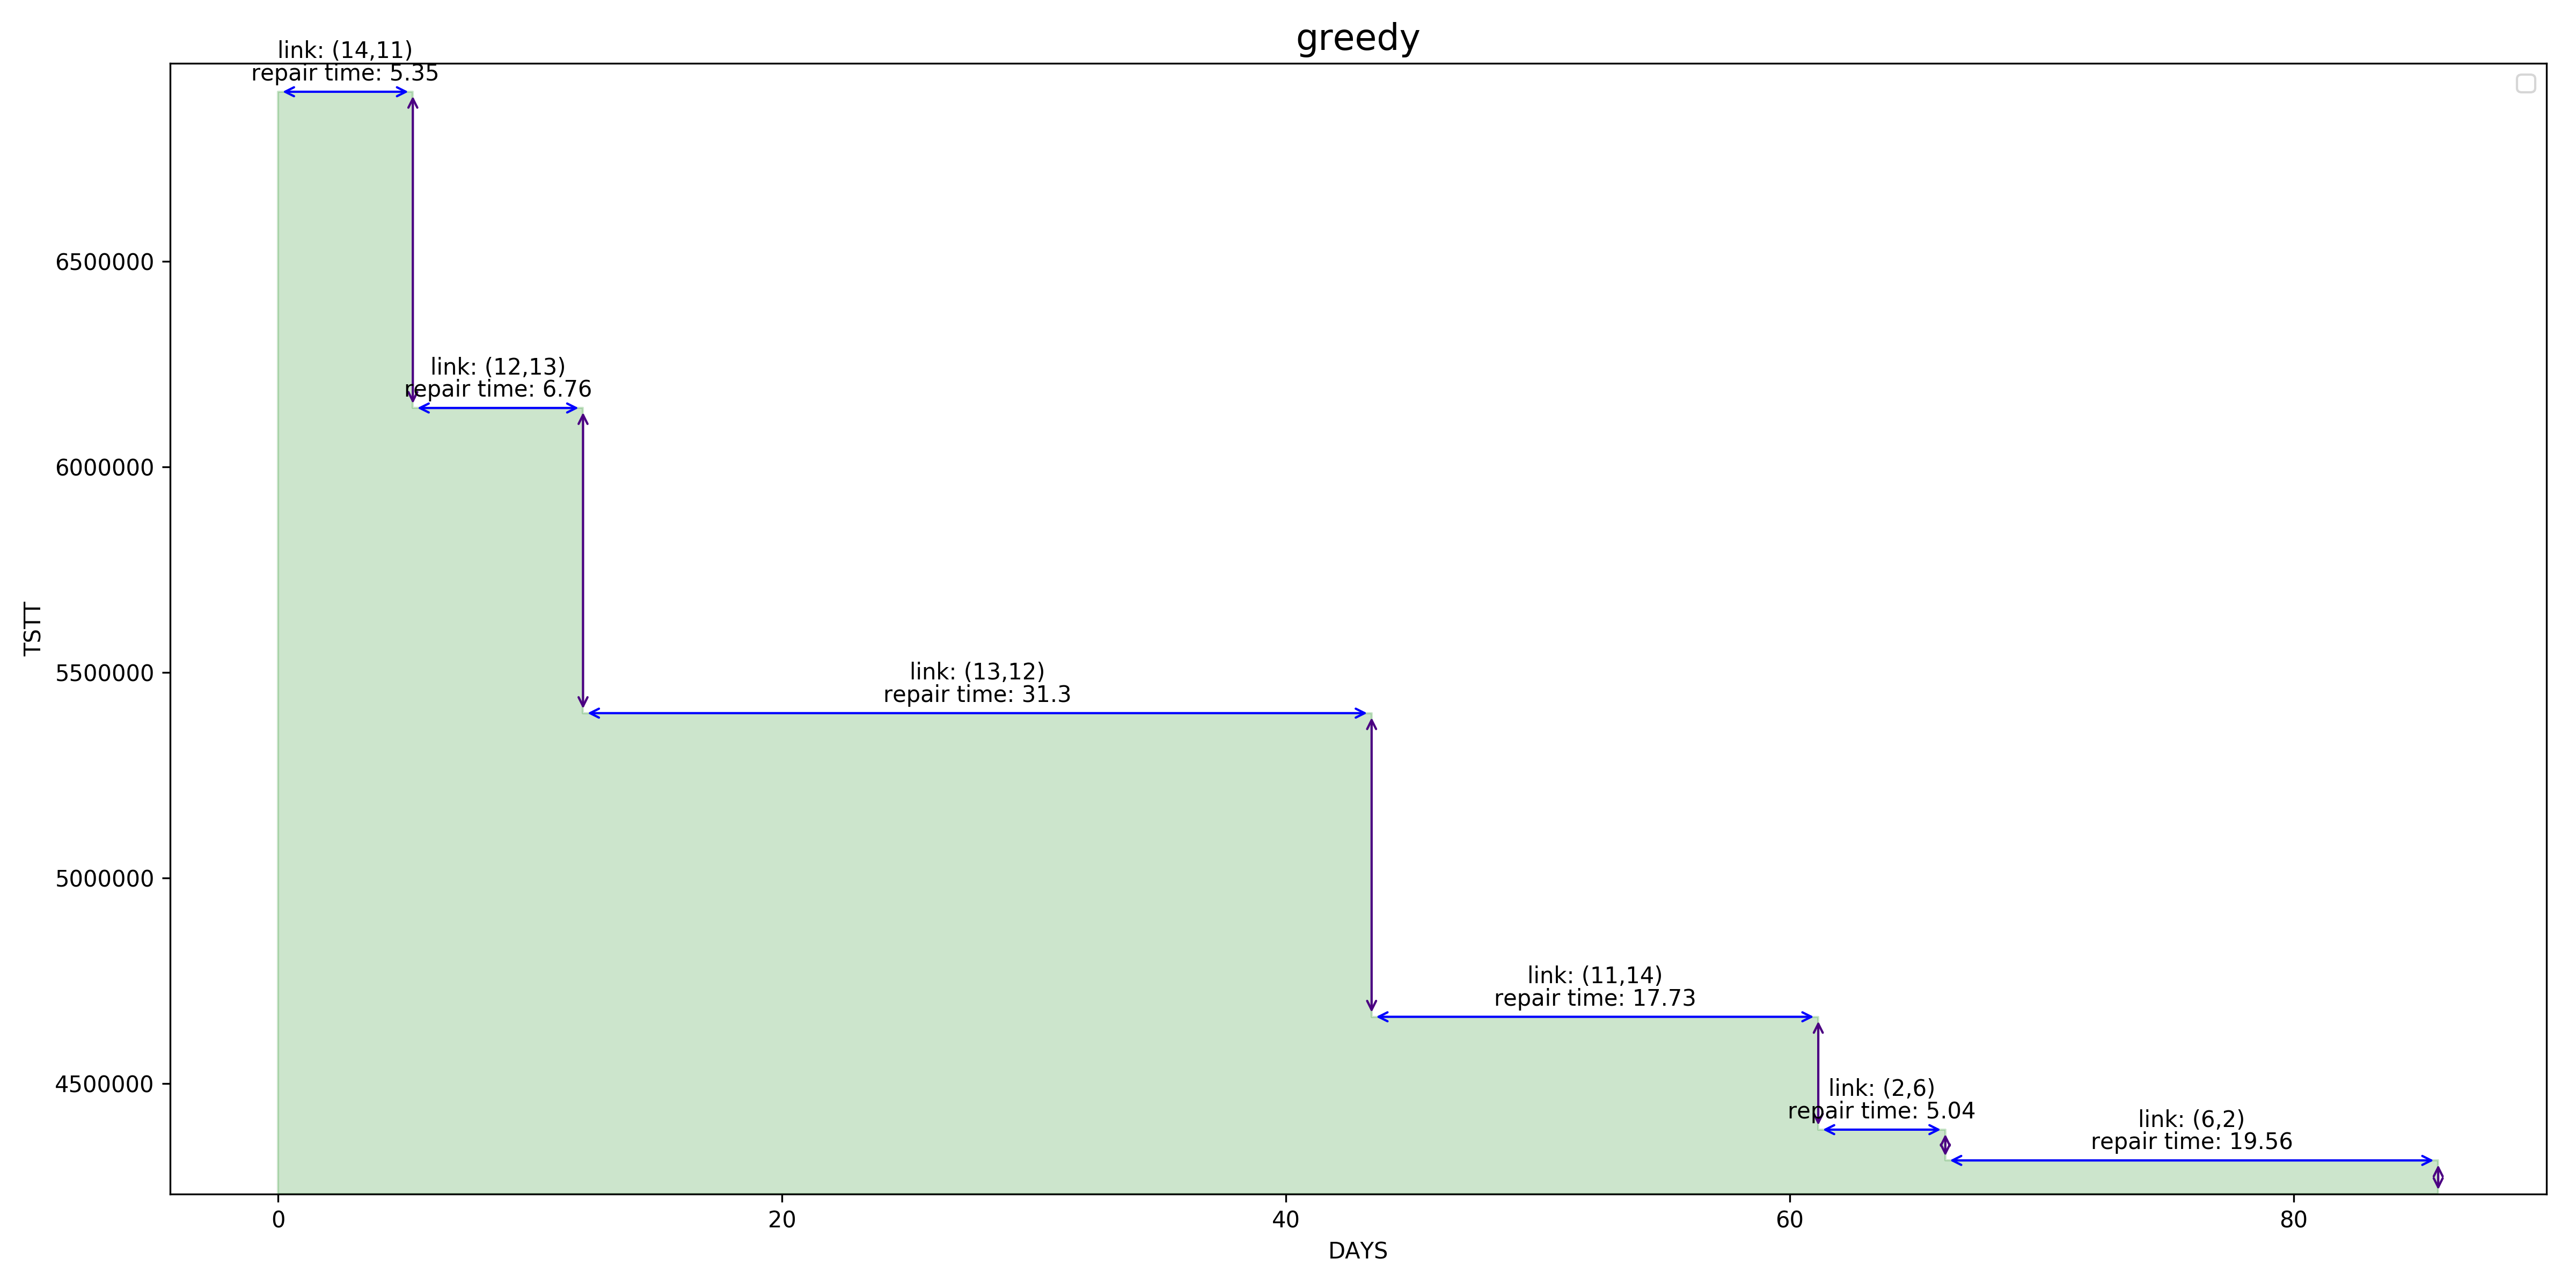 greedy
link: (14,11)
repair time: 5.35
6500000
link: (12,13)
repair time: 6.76
6000000
TSTT
5500000
link: (13,12)
repair time: 31.3
5000000
link: (11,14)
repair time: 17.73
4500000
link: (2,6)
repair time: 5.04
link: (6,2)
repair time: 19.56
0 20 40 60 80
DAYS